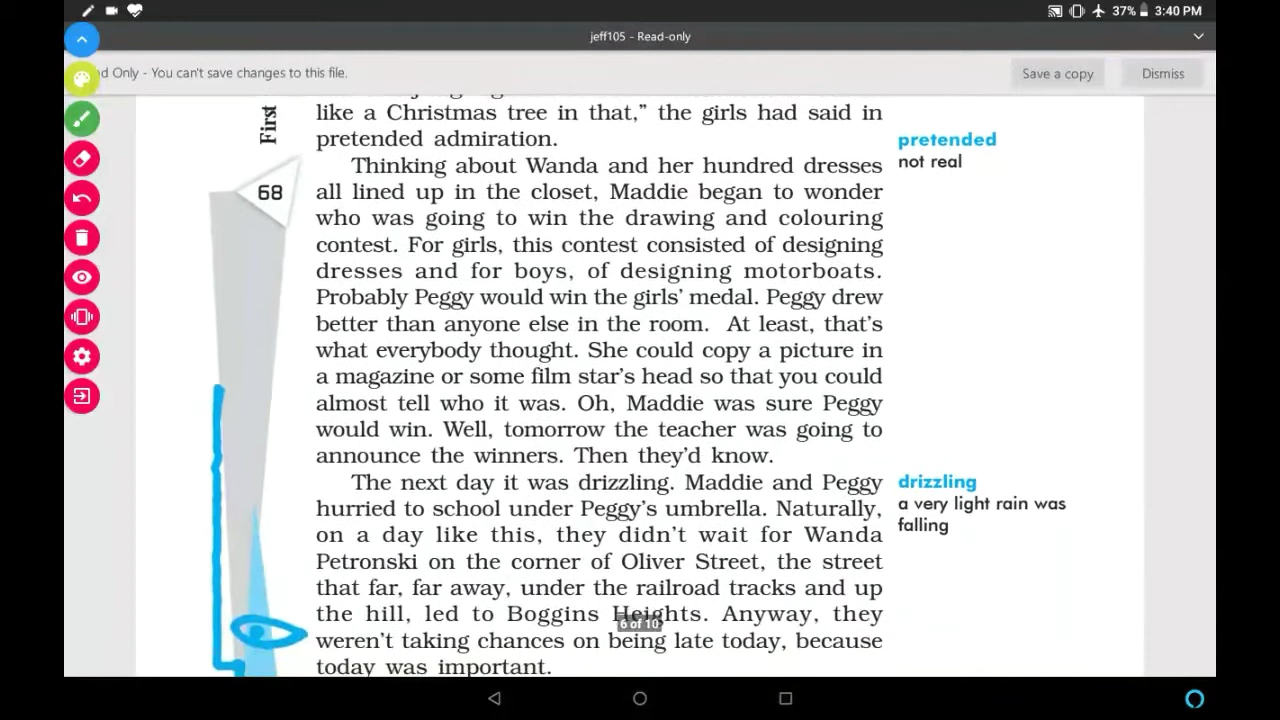 37% 3:40 PM
jeff105 - Read-only
d Only - You can't save changes to this file.
Save a copy
Dismiss
First
68
like a Christmas tree in that,” the girls had said in
pretended admiration.
Thinking about Wanda and her hundred dresses
all lined up in the closet, Maddie began to wonder
who was going to win the drawing and colouring
contest. For girls, this contest consisted of designing
dresses and for boys, of designing motorboats.
Probably Peggy would win the girls’ medal. Peggy drew
better than anyone else in the room. At least, that’s
what everybody thought. She could copy a picture in
a magazine or some film star’s head so that you could
almost tell who it was. Oh, Maddie was sure Peggy
would win. Well, tomorrow the teacher was going to
announce the winners. Then they’d know.
The next day it was drizzling. Maddie and Peggy
hurried to school under Peggy’s umbrella. Naturally,
on a day like this, they didn’t wait for Wanda
Petronski on the corner of Oliver Street, the street
that far, far away, under the railroad tracks and up
the hill, led to Boggins Heights. Anyway, they
weren’t taking chances on being late today, because
today was important.
6 of 10
pretended
not real
drizzling
a very light rain was
falling